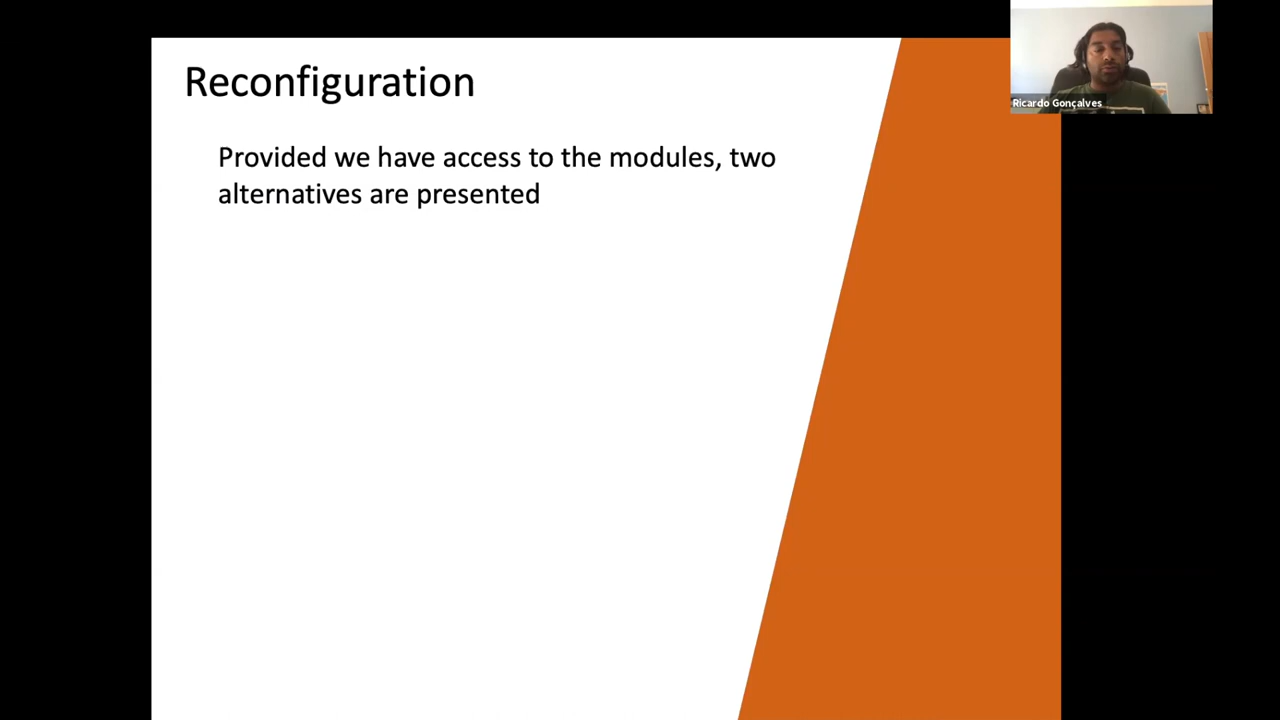 Reconfiguration
Provided we have access to the modules, two
alternatives are presented
Ricardo Gonçalves